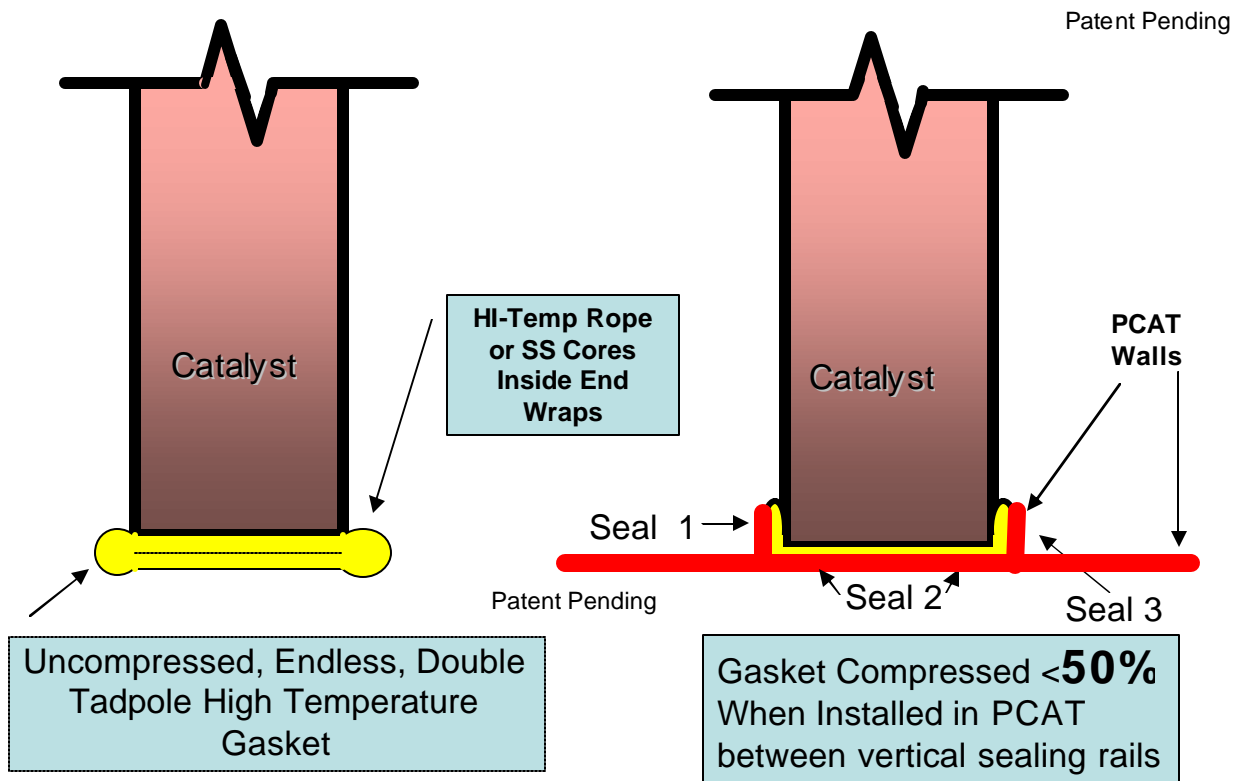 Patent Pending
Catalyst
HI-Temp Rope
or SS Cores
Inside End
Wraps
Uncompressed, Endless, Double
Tadpole High Temperature
Gasket
Catalyst
PCAT
Walls
Seal 1
Seal 2
Seal 3
Patent Pending
Gasket Compressed <50%
When Installed in PCAT
between vertical sealing rails